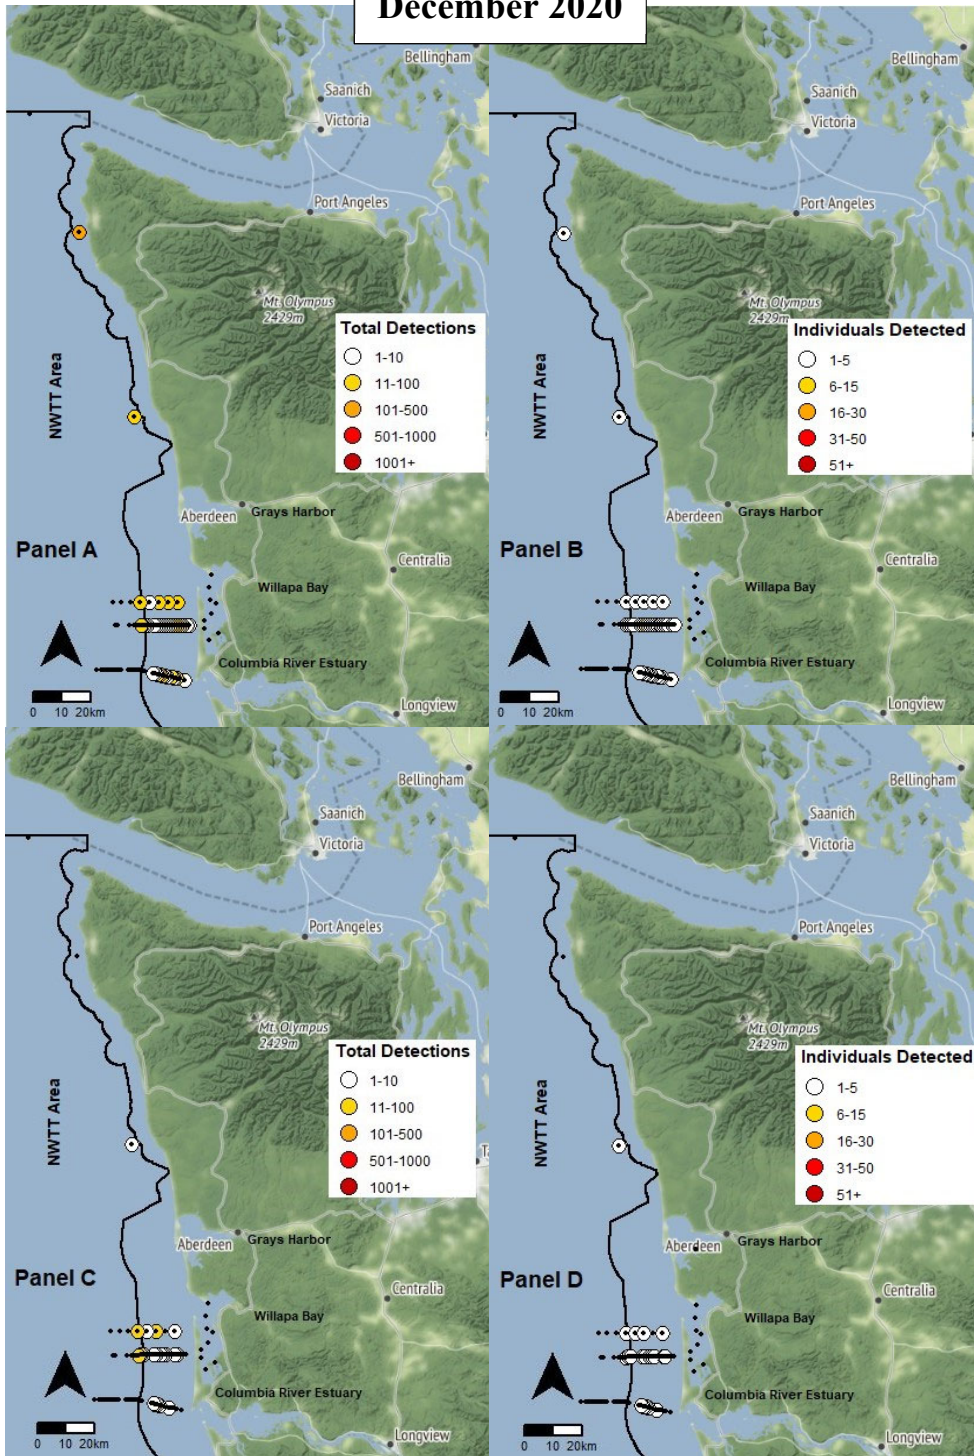 December 2020
Bellingham
Saanich
Victoria
Port Angeles
Mt. Olympus
2429m
Total Detections
1-10
11-100
101-500
501-1000
1001+
NWTT Area
Aberdeen
Grays Harbor
Panel A
Centralia
Willapa Bay
Columbia River Estuary
Longview
0 10 20km
Bellingham
Saanich
Victoria
Port Angeles
Mt. Olympus
2429m
Individuals Detected
1-5
6-15
16-30
31-50
51+
NWTT Area
Aberdeen
Grays Harbor
Panel B
Centralia
Willapa Bay
Columbia River Estuary
Longview
0 10 20km
Bellingham
Saanich
Victoria
Port Angeles
Mt. Olympus
2429m
Total Detections
1-10
11-100
101-500
501-1000
1001+
NWTT Area
Aberdeen
Grays Harbor
Panel C
Centralia
Willapa Bay
Columbia River Estuary
Longview
0 10 20km
Bellingham
Saanich
Victoria
Port Angeles
Mt. Olympus
2429m
Individuals Detected
1-5
6-15
16-30
31-50
51+
NWTT Area
Aberdeen
Grays Harbor
Panel D
Centralia
Willapa Bay
Columbia River Estuary
Longview
0 10 20km